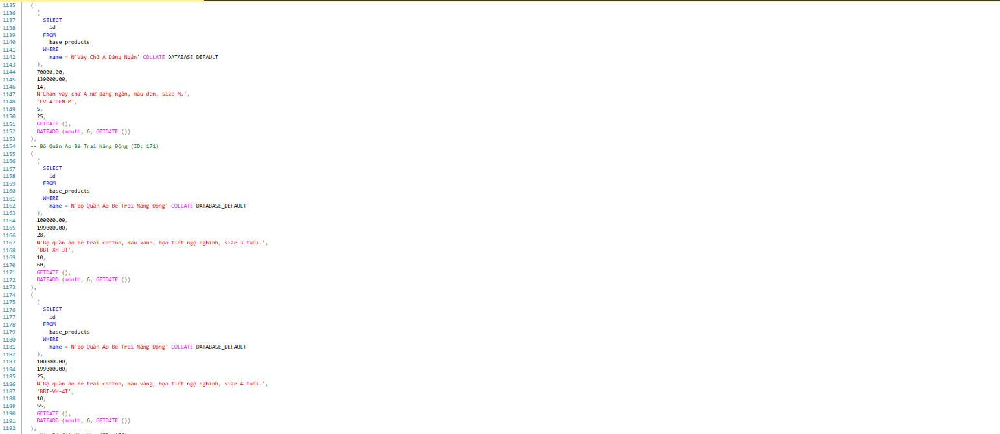 1135 (
1136 (
1137 SELECT
1138 id
1139 FROM
1140 base_products
1141 WHERE
1142 name = N'Váy Chữ A Dáng Ngắn' COLLATE DATABASE_DEFAULT
1143 ),
1144 70000.00,
1145 139000.00,
1146 14,
1147 N'Chân váy chữ A nữ dáng ngắn, màu đen, size M.',
1148 'CV-A-DEN-M',
1149 5,
1150 25,
1151 GETDATE (),
1152 DATEADD (month, 6, GETDATE ())
1153 ),
1154 -- Bộ Quần Áo Bé Trai Năng Động (ID: 171)
1155 (
1156 (
1157 SELECT
1158 id
1159 FROM
1160 base_products
1161 WHERE
1162 name = N'Bộ Quần Áo Bé Trai Năng Động' COLLATE DATABASE_DEFAULT
1163 ),
1164 100000.00,
1165 199000.00,
1166 28,
1167 N'Bộ quần áo bé trai cotton, màu xanh, họa tiết ngộ nghĩnh, size 3 tuổi.',
1168 'BBT-XH-3T',
1169 10,
1170 60,
1171 GETDATE (),
1172 DATEADD (month, 6, GETDATE ())
1173 ),
1174 (
1175 (
1176 SELECT
1177 id
1178 FROM
1179 base_products
1180 WHERE
1181 name = N'Bộ Quần Áo Bé Trai Năng Động' COLLATE DATABASE_DEFAULT
1182 ),
1183 100000.00,
1184 199000.00,
1185 25,
1186 N'Bộ quần áo bé trai cotton, màu vàng, họa tiết ngộ nghĩnh, size 4 tuổi.',
1187 'BBT-VH-4T',
1188 10,
1189 55,
1190 GETDATE (),
1191 DATEADD (month, 6, GETDATE ())
1192 ),